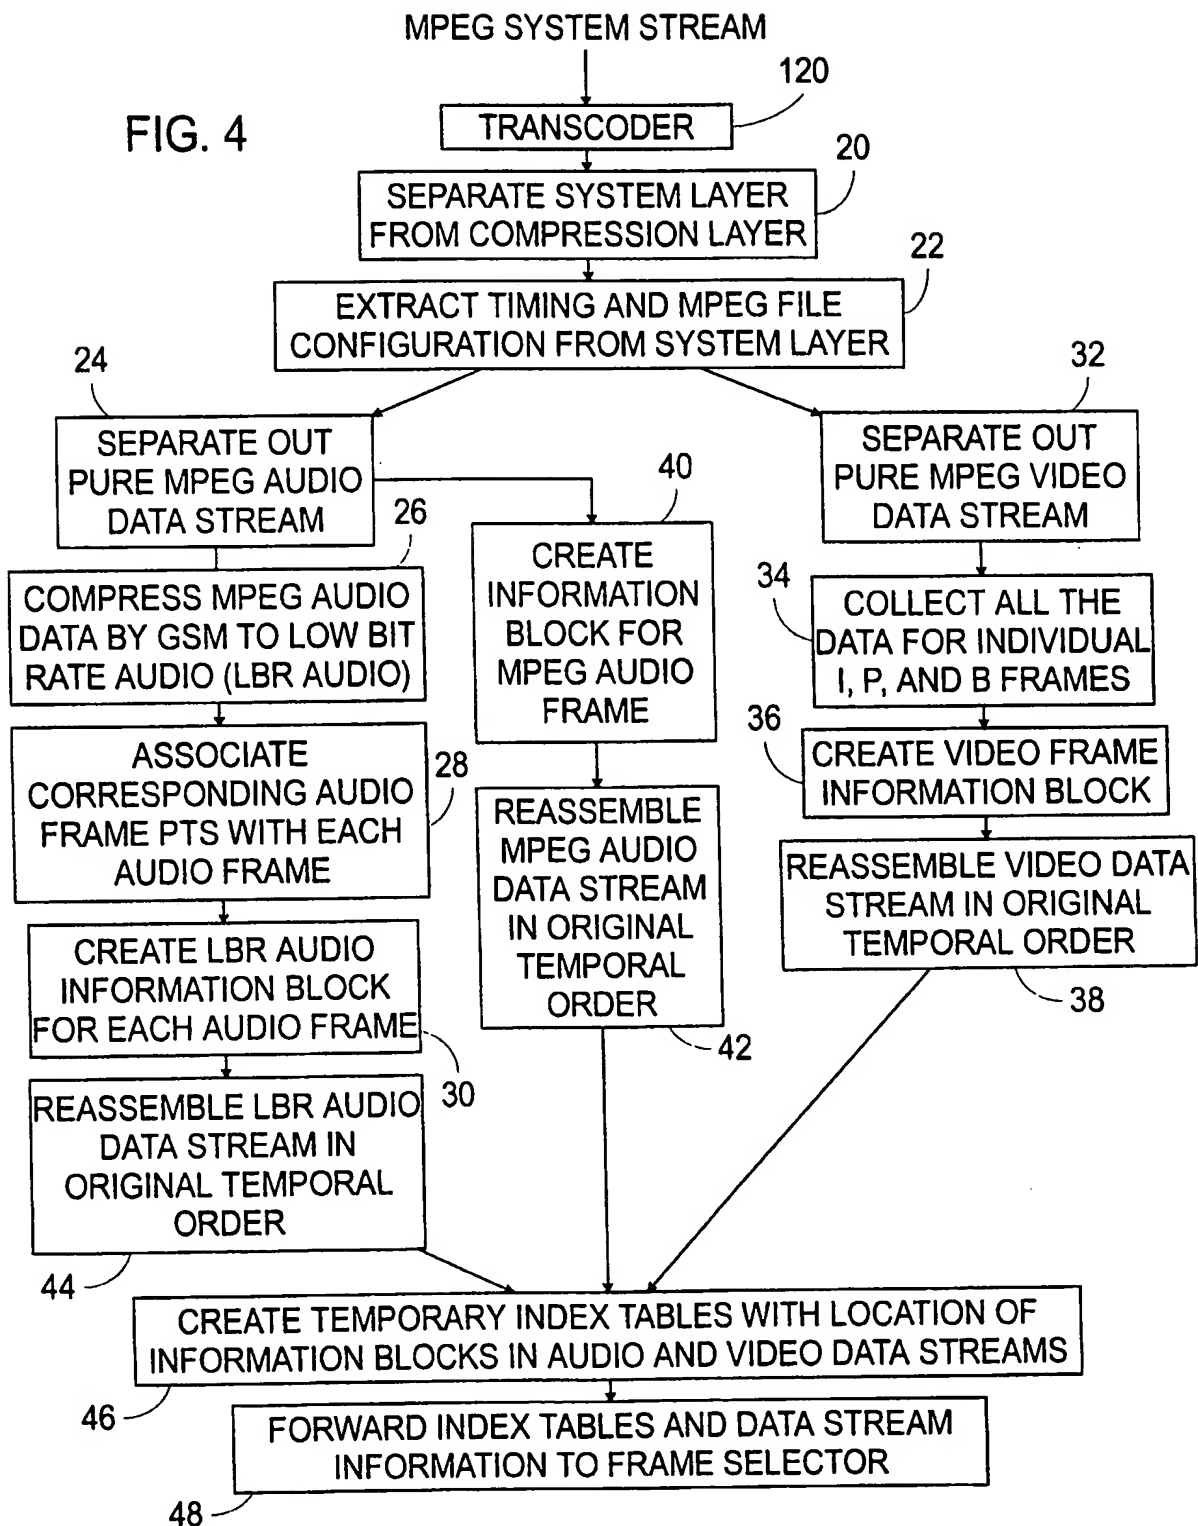 MPEG SYSTEM STREAM
120
FIG. 4
TRANSCODER
20
SEPARATE SYSTEM LAYER
FROM COMPRESSION LAYER
22
EXTRACT TIMING AND MPEG FILE
CONFIGURATION FROM SYSTEM LAYER
24
SEPARATE OUT
PURE MPEG AUDIO
DATA STREAM
26
COMPRESS MPEG AUDIO
DATA BY GSM TO LOW BIT
RATE AUDIO (LBR AUDIO)
ASSOCIATE
CORRESPONDING AUDIO
FRAME PTS WITH EACH
AUDIO FRAME
28
CREATE LBR AUDIO
INFORMATION BLOCK
FOR EACH AUDIO FRAME
30
REASSEMBLE LBR AUDIO
DATA STREAM IN
ORIGINAL TEMPORAL
ORDER
44
40
CREATE
INFORMATION
BLOCK FOR
MPEG AUDIO
FRAME
REASSEMBLE
MPEG AUDIO
DATA STREAM
IN ORIGINAL
TEMPORAL
ORDER
42
32
SEPARATE OUT
PURE MPEG VIDEO
DATA STREAM
34
COLLECT ALL THE
DATA FOR INDIVIDUAL
I, P, AND B FRAMES
36
CREATE VIDEO FRAME
INFORMATION BLOCK
REASSEMBLE VIDEO DATA
STREAM IN ORIGINAL
TEMPORAL ORDER
38
CREATE TEMPORARY INDEX TABLES WITH LOCATION OF
INFORMATION BLOCKS IN AUDIO AND VIDEO DATA STREAMS
46
FORWARD INDEX TABLES AND DATA STREAM
INFORMATION TO FRAME SELECTOR
48